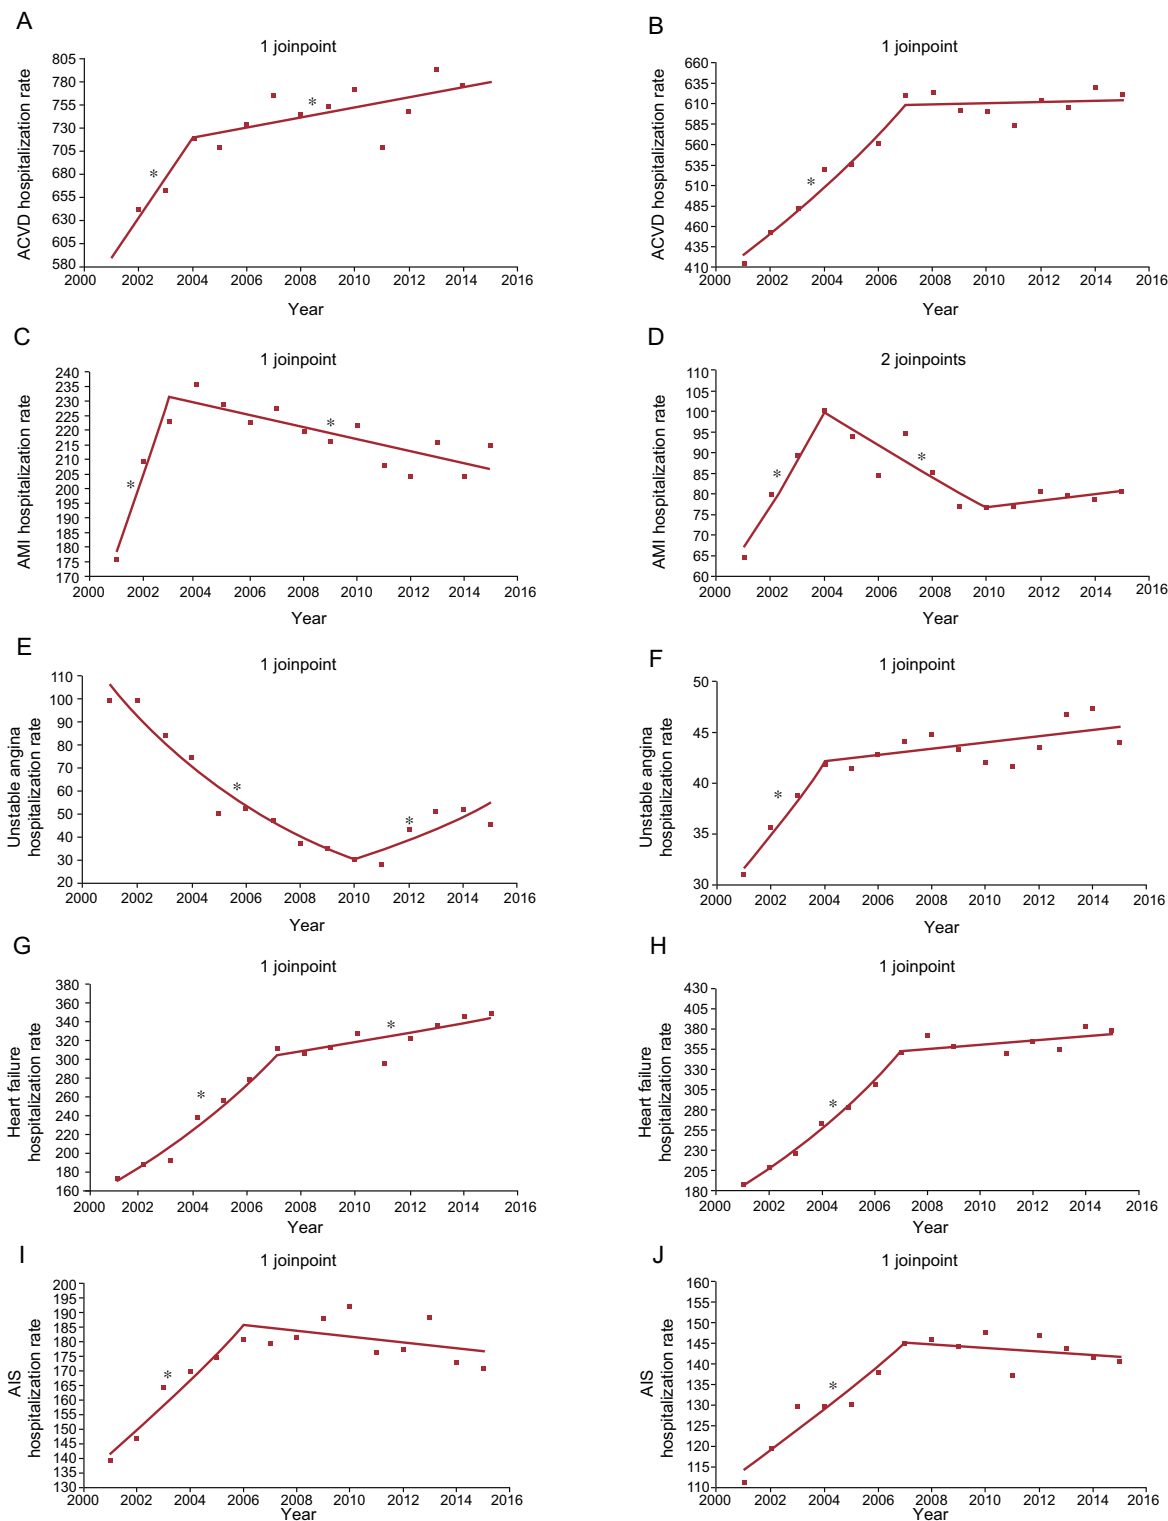 A
1 joinpoint
ACVD hospitalization rate
805
780
755
730
705
680
655
630
605
580
*
*
2000 2002 2004 2006 2008 2010 2012 2014 2016
Year
B
1 joinpoint
ACVD hospitalization rate
660
635
610
585
560
535
510
485
460
435
410
*
2000 2002 2004 2006 2008 2010 2012 2014 2016
Year
C
1 joinpoint
AMI hospitalization rate
240
235
230
225
220
215
210
205
200
195
190
185
180
175
170
*
*
2000 2002 2004 2006 2008 2010 2012 2014 2016
Year
D
2 joinpoints
AMI hospitalization rate
110
105
100
95
90
85
80
75
70
65
60
*
*
2000 2002 2004 2006 2008 2010 2012 2014 2016
Year
E
1 joinpoint
Unstable angina
hospitalization rate
110
100
90
80
70
60
50
40
30
20
*
*
2000 2002 2004 2006 2008 2010 2012 2014 2016
Year
F
1 joinpoint
Unstable angina
hospitalization rate
50
45
40
35
30
*
2000 2002 2004 2006 2008 2010 2012 2014 2016
Year
G
1 joinpoint
Heart failure
hospitalization rate
380
360
340
320
300
280
260
240
220
200
180
160
*
*
2000 2002 2004 2006 2008 2010 2012 2014 2016
Year
H
1 joinpoint
Heart failure
hospitalization rate
430
405
380
355
330
305
280
255
230
205
180
*
2000 2002 2004 2006 2008 2010 2012 2014 2016
Year
I
1 joinpoint
AIS
hospitalization rate
200
195
190
185
180
175
170
165
160
155
150
145
140
135
130
*
2000 2002 2004 2006 2008 2010 2012 2014 2016
Year
J
1 joinpoint
AIS
hospitalization rate
160
155
150
145
140
135
130
125
120
115
110
*
2000 2002 2004 2006 2008 2010 2012 2014 2016
Year